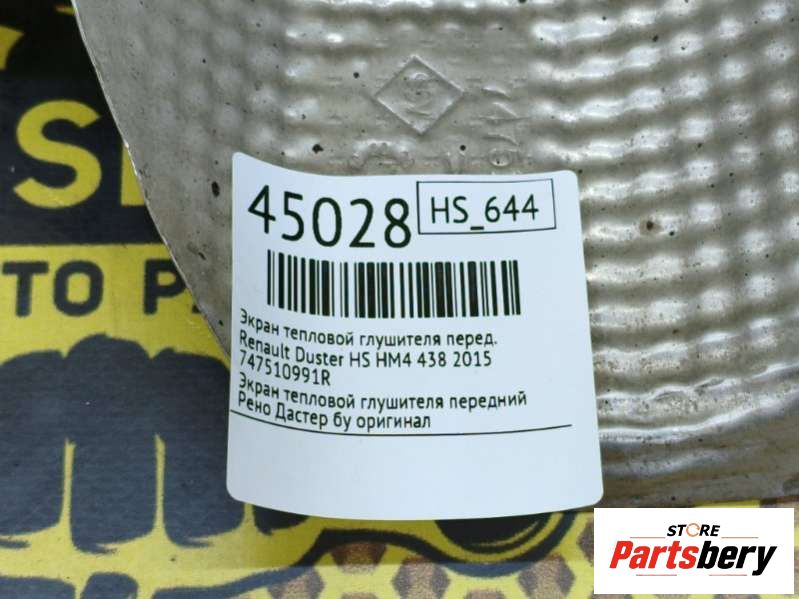 45028
HS_644
Экран тепловой глушителя перед.
Renault Duster HS HM4 438 2015
747510991R
Экран тепловой глушителя передний
Рено Дастер бу оригинал
STORE
Partsbery